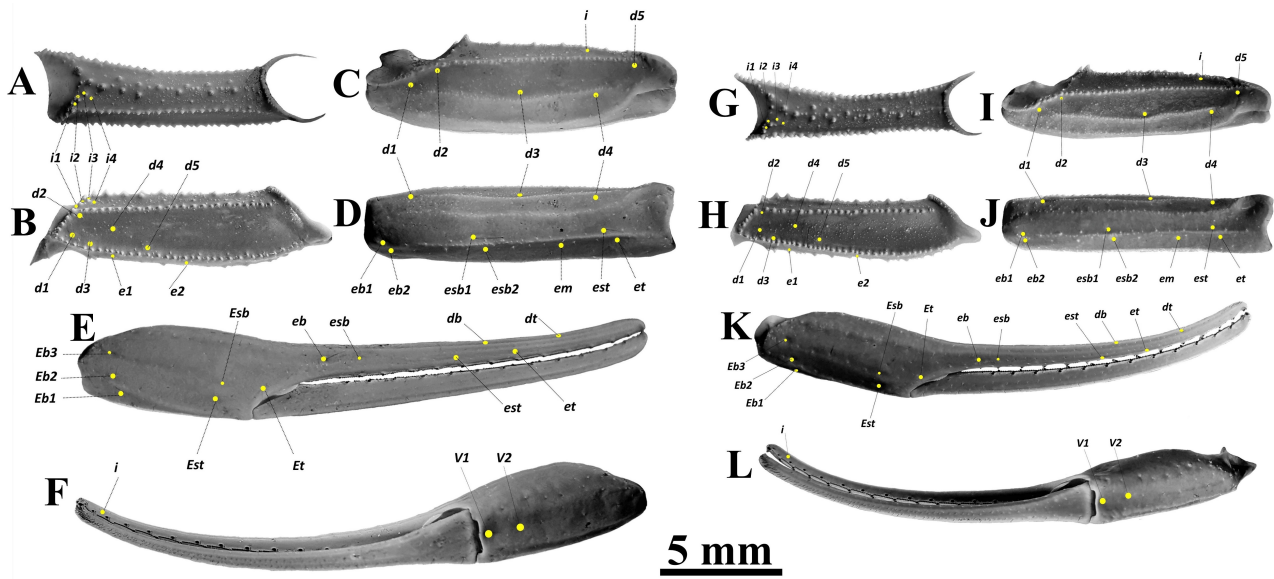 A
i1 i2 i3 i4
C
i d5
d1 d2 d3 d4
B
d2 d4 d5
d1 d3 e1 e2
D
eb1 eb2 esb1 esb2 em est et
E
Esb eb esb db dt
Eb3
Eb2
Eb1
Est Et est et
F
i V1 V2
G
i1 i2 i3 i4
I
i d5
d1 d2 d3 d4
H
d2 d4 d5
d1 d3 e1 e2
J
eb1 eb2 esb1 esb2 em est et
K
Esb Et eb esb est db et dt
Eb3
Eb2
Eb1
Est
L
i V1 V2
5 mm